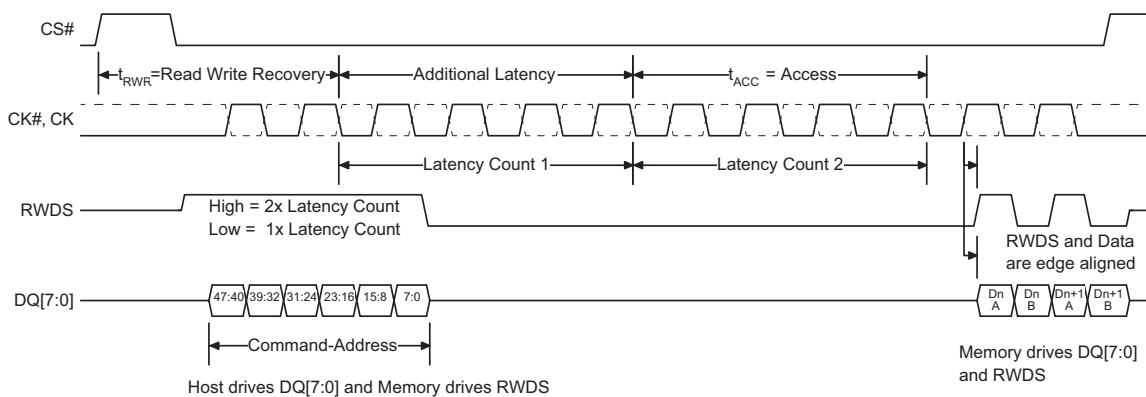 CS#
tRWR=Read Write Recovery
Additional Latency
tACC = Access
CK#, CK
Latency Count 1
Latency Count 2
RWDS
High = 2x Latency Count
Low = 1x Latency Count
RWDS and Data
are edge aligned
DQ[7:0]
47:40
39:32
31:24
23:16
15:8
7:0
Dn
A
Dn
B
Dn+1
A
Dn+1
B
Command-Address
Memory drives DQ[7:0]
and RWDS
Host drives DQ[7:0] and Memory drives RWDS